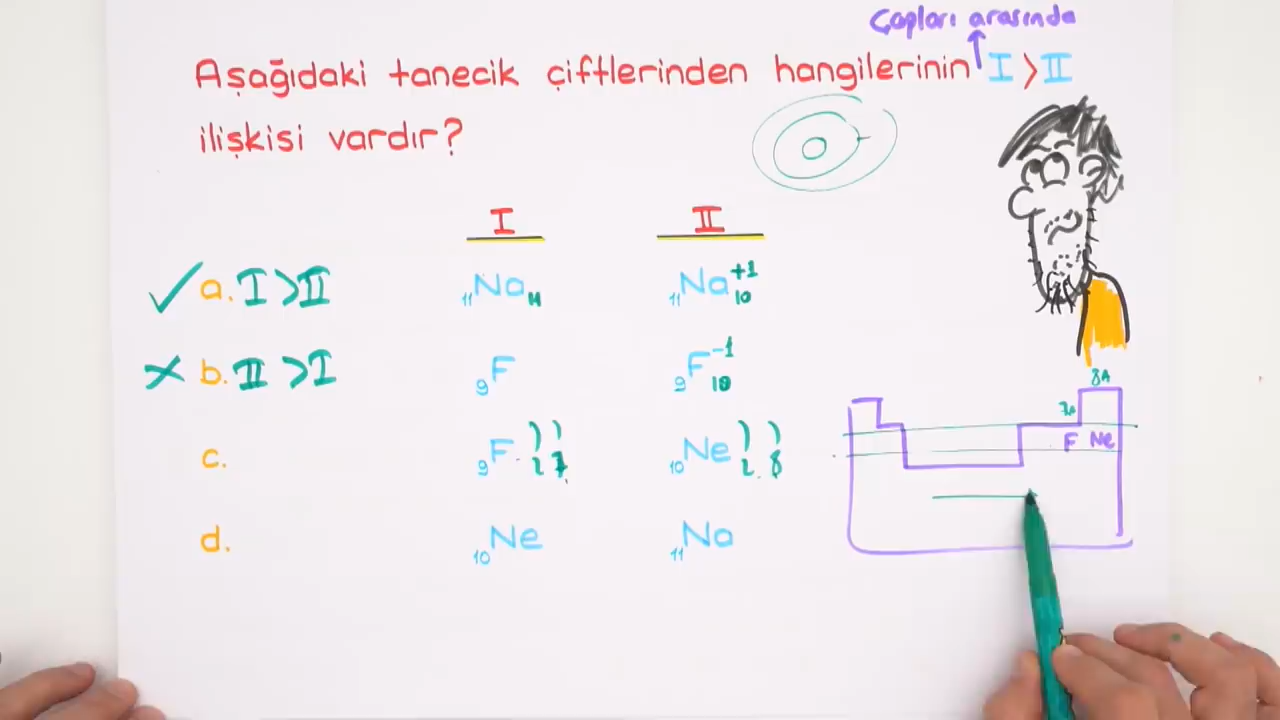 Çapları arasında
Aşağıdaki tanecik çiftlerinden hangilerinin I > II
ilişkisi vardır?
I II
✓ a. I > II 11Na11 11Na+1 10
✗ b. II > I 9F 9F-1 10
c. 9F )) 2 7 10Ne )) 2 8
d. 10Ne 11Na
8A
7A
F Ne